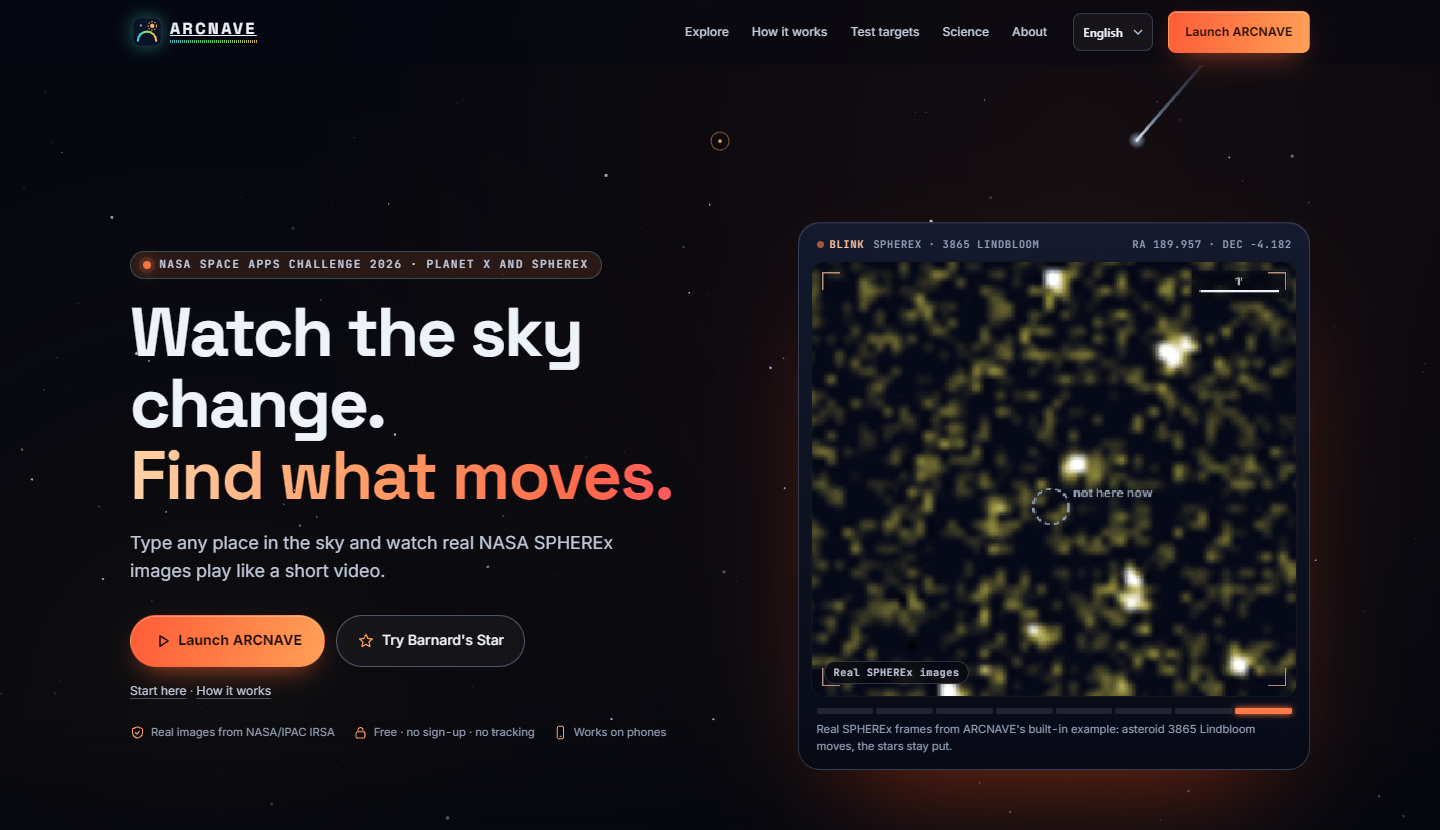 ARCNAVE
Explore
How it works
Test targets
Science
About
English
Launch ARCNAVE
NASA SPACE APPS CHALLENGE 2026 · PLANET X AND SPHEREX
Watch the sky
change.
Find what moves.
Type any place in the sky and watch real NASA SPHEREx
images play like a short video.
Launch ARCNAVE
Try Barnard's Star
Start here · How it works
Real images from NASA/IPAC IRSA
Free · no sign-up · no tracking
Works on phones
BLINK SPHEREX · 3865 LINDBLOOM
RA 189.957 · DEC -4.182
1'
not here now
Real SPHEREx images
Real SPHEREx frames from ARCNAVE's built-in example: asteroid 3865 Lindbloom
moves, the stars stay put.